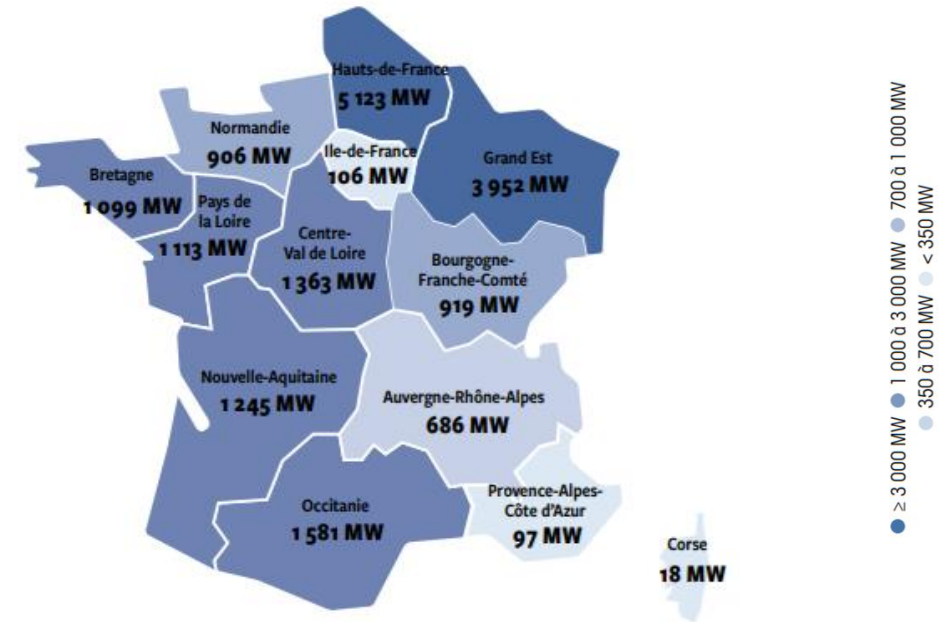 Hauts-de-France
5 123 MW
Normandie
906 MW
Ile-de-France
106 MW
Grand Est
3 952 MW
Bretagne
1 099 MW
Pays de
la Loire
1 113 MW
Centre-
Val de Loire
1 363 MW
Bourgogne-
Franche-Comté
919 MW
Nouvelle-Aquitaine
1 245 MW
Auvergne-Rhône-Alpes
686 MW
Occitanie
1 581 MW
Provence-Alpes-
Côte d'Azur
97 MW
Corse
18 MW
≥ 3 000 MW 1 000 à 3 000 MW 700 à 1 000 MW
350 à 700 MW < 350 MW